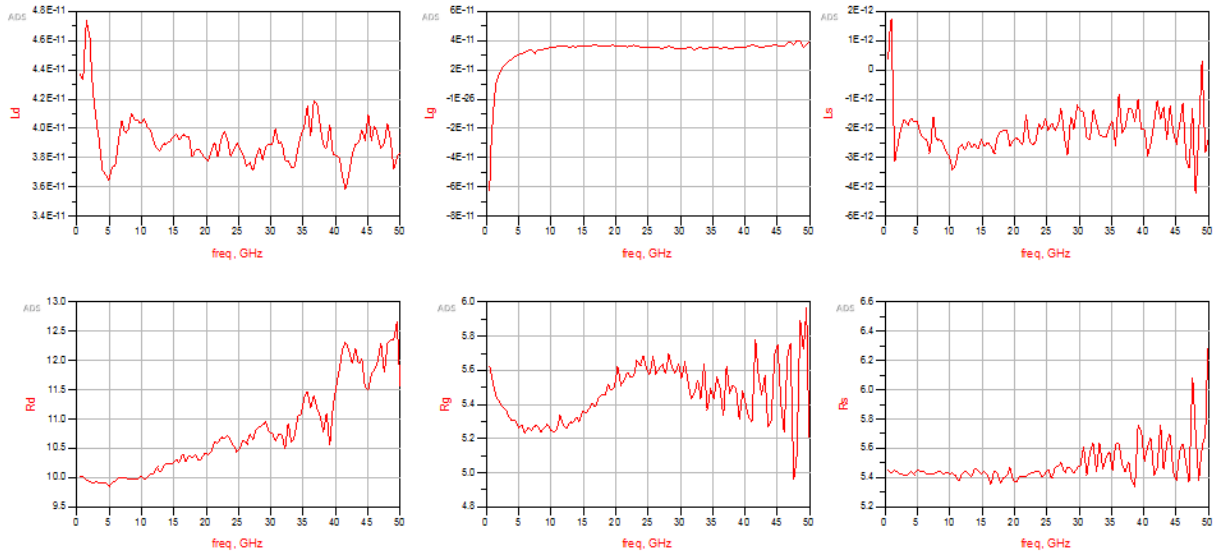 ADS
4.8E-11
4.6E-11
4.4E-11
4.2E-11
4.0E-11
3.8E-11
3.6E-11
3.4E-11
Ld
0 5 10 15 20 25 30 35 40 45 50
freq, GHz
ADS
6E-11
4E-11
2E-11
-1E-26
-2E-11
-4E-11
-6E-11
-8E-11
Lg
0 5 10 15 20 25 30 35 40 45 50
freq, GHz
ADS
2E-12
1E-12
0
-1E-12
-2E-12
-3E-12
-4E-12
-6E-12
Ls
0 5 10 15 20 25 30 35 40 45 50
freq, GHz
ADS
13.0
12.5
12.0
11.5
11.0
10.5
10.0
9.5
Rd
0 5 10 15 20 25 30 35 40 45 50
freq, GHz
ADS
6.0
5.8
5.6
5.4
5.2
5.0
4.8
Rg
0 5 10 15 20 25 30 35 40 45 50
freq, GHz
ADS
6.6
6.4
6.2
6.0
5.8
5.6
5.4
5.2
Rs
0 5 10 15 20 25 30 35 40 45 50
freq, GHz